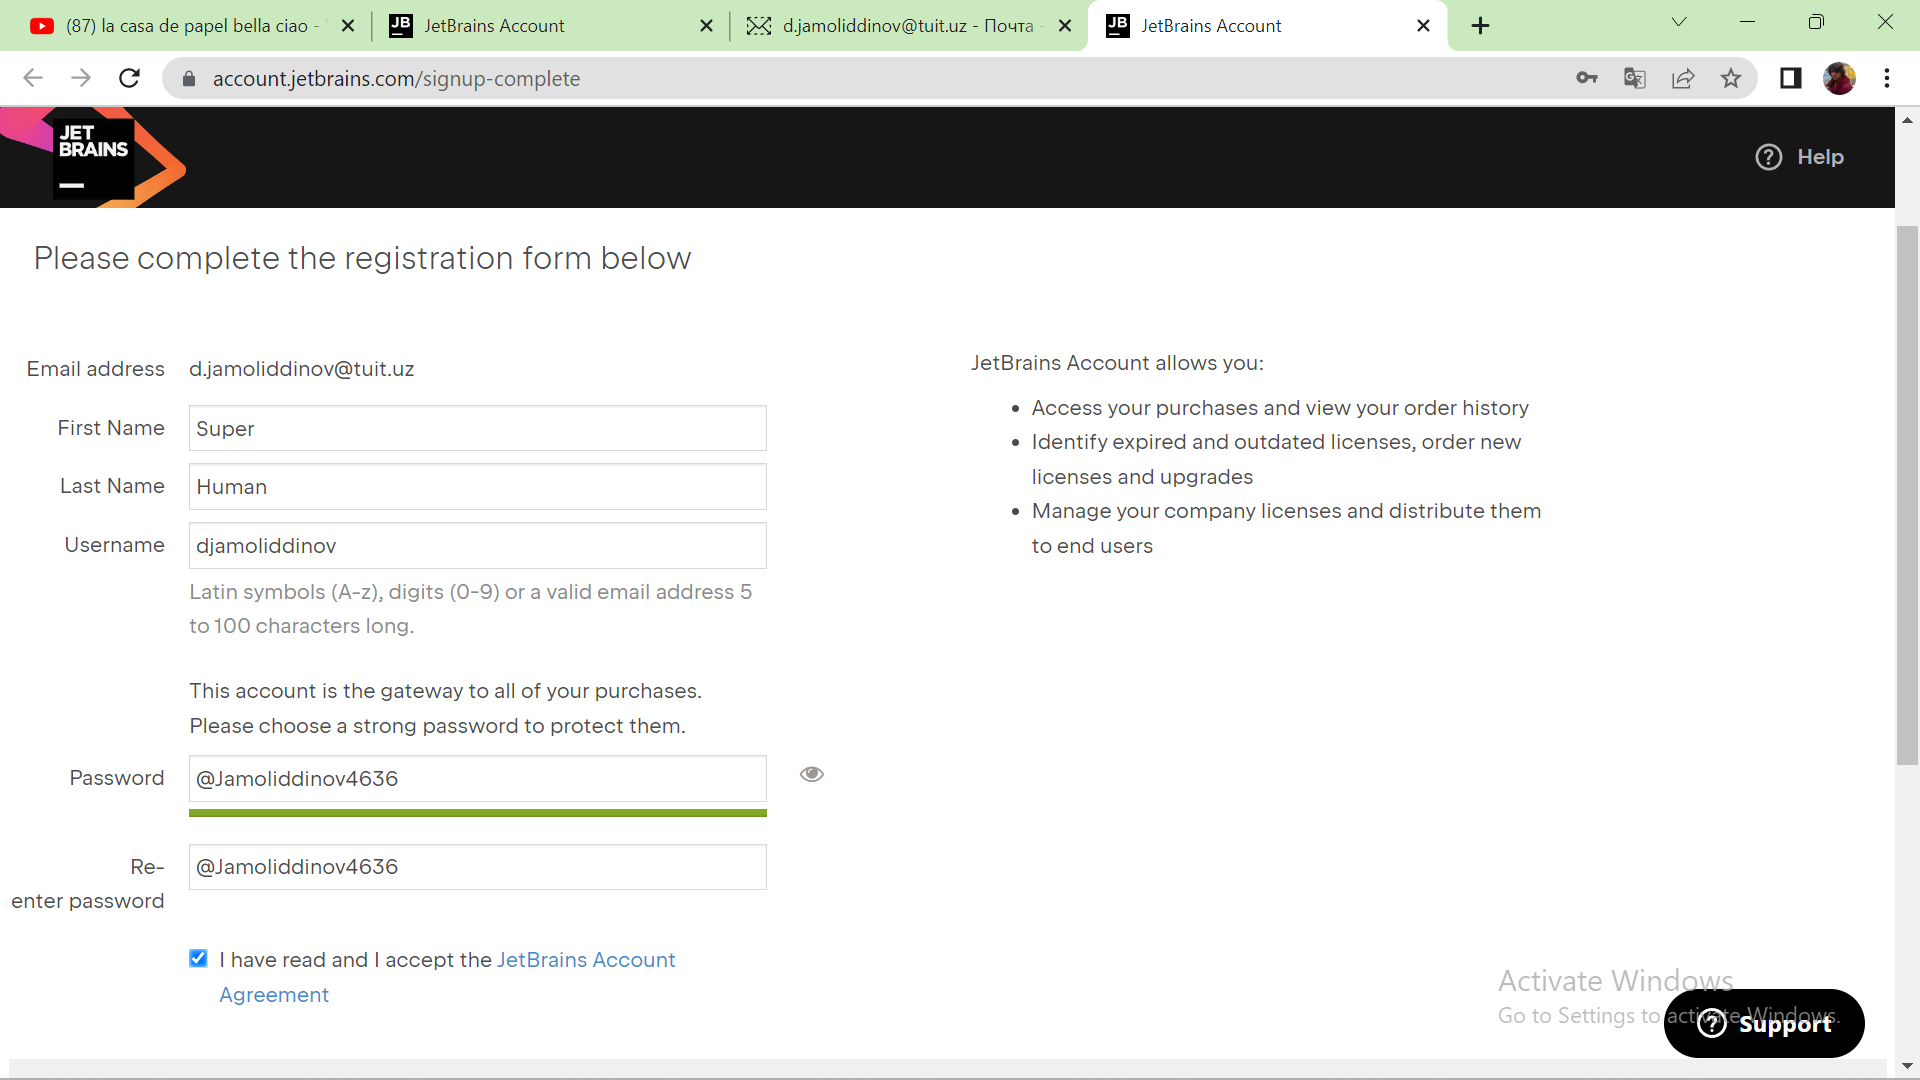 (87) la casa de papel bella ciao -
JB JetBrains Account
d.jamoliddinov@tuit.uz - Почта -
JB JetBrains Account
account.jetbrains.com/signup-complete
JET
BRAINS
Help
Please complete the registration form below
Email address d.jamoliddinov@tuit.uz
First Name Super
Last Name Human
Username djamoliddinov
Latin symbols (A-z), digits (0-9) or a valid email address 5
to 100 characters long.
This account is the gateway to all of your purchases.
Please choose a strong password to protect them.
Password @Jamoliddinov4636
Re-
enter password @Jamoliddinov4636
I have read and I accept the JetBrains Account
Agreement
JetBrains Account allows you:
• Access your purchases and view your order history
• Identify expired and outdated licenses, order new
licenses and upgrades
• Manage your company licenses and distribute them
to end users
Activate Windows
Go to Settings to activate Windows.
Support